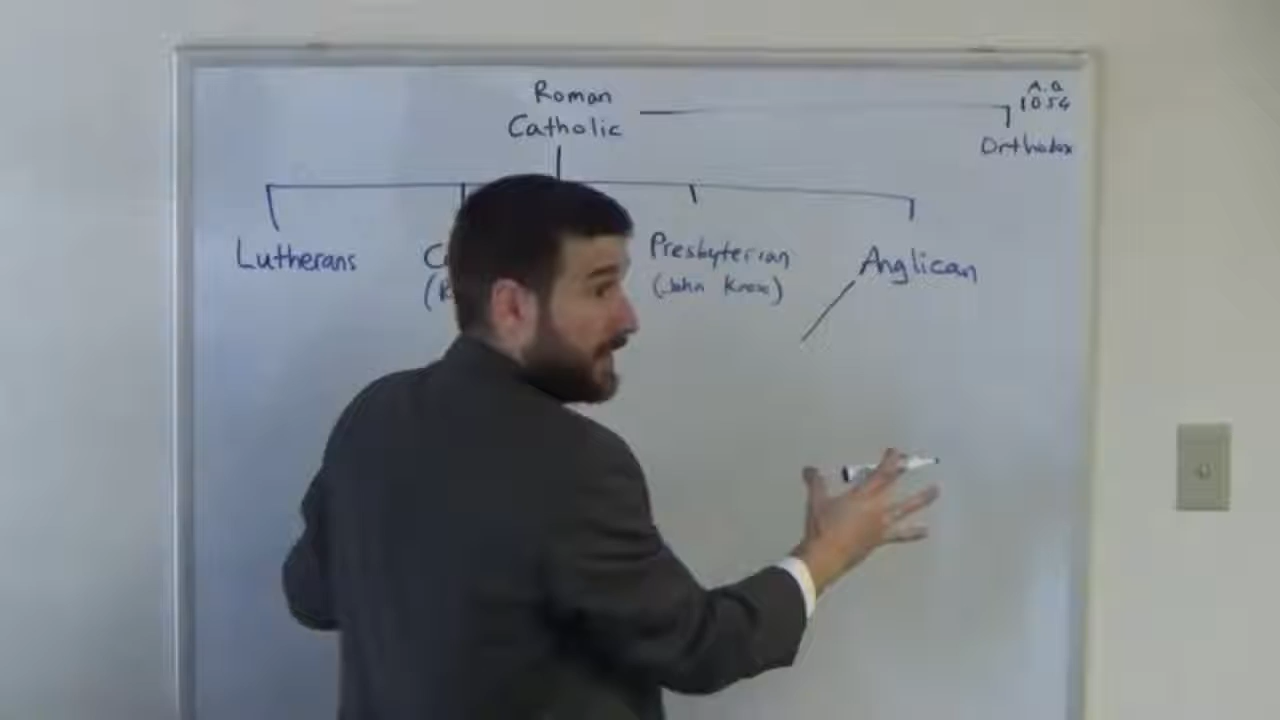 Roman
Catholic
A.D
1054
Orthodox
Lutherans
Presbyterian
(John Knox)
Anglican